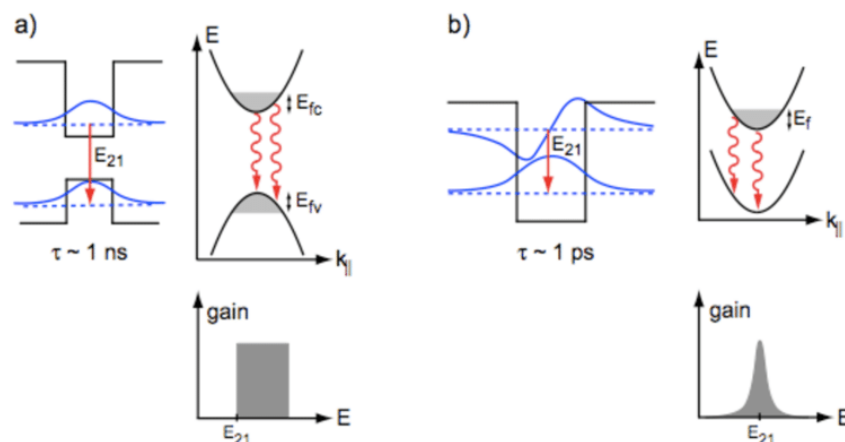 a)
E
E_fc
E_21
E_fv
τ ~ 1 ns
k_||
gain
E
E_21
b)
E
E_f
E_21
τ ~ 1 ps
k_||
gain
E
E_21